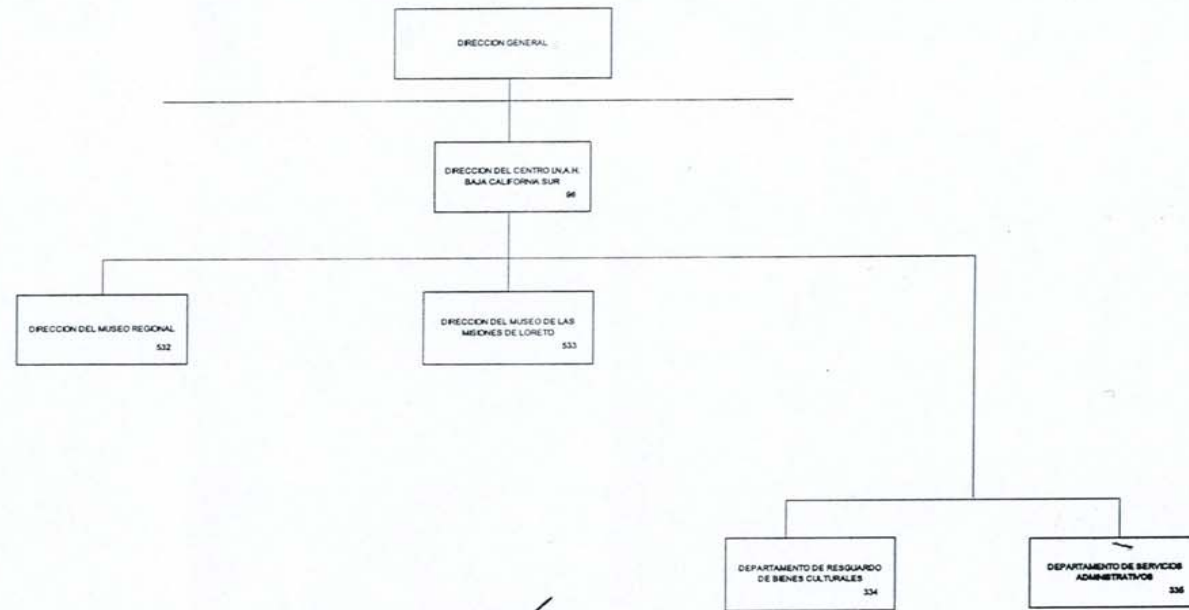 DIRECCION GENERAL
DIRECCION DEL CENTRO I.N.A.H.
BAJA CALIFORNIA SUR
96
DIRECCION DEL MUSEO REGIONAL
532
DIRECCION DEL MUSEO DE LAS
MISIONES DE LORETO
533
DEPARTAMENTO DE RESGUARDO
DE BIENES CULTURALES
334
DEPARTAMENTO DE SERVICIOS
ADMINISTRATIVOS
335